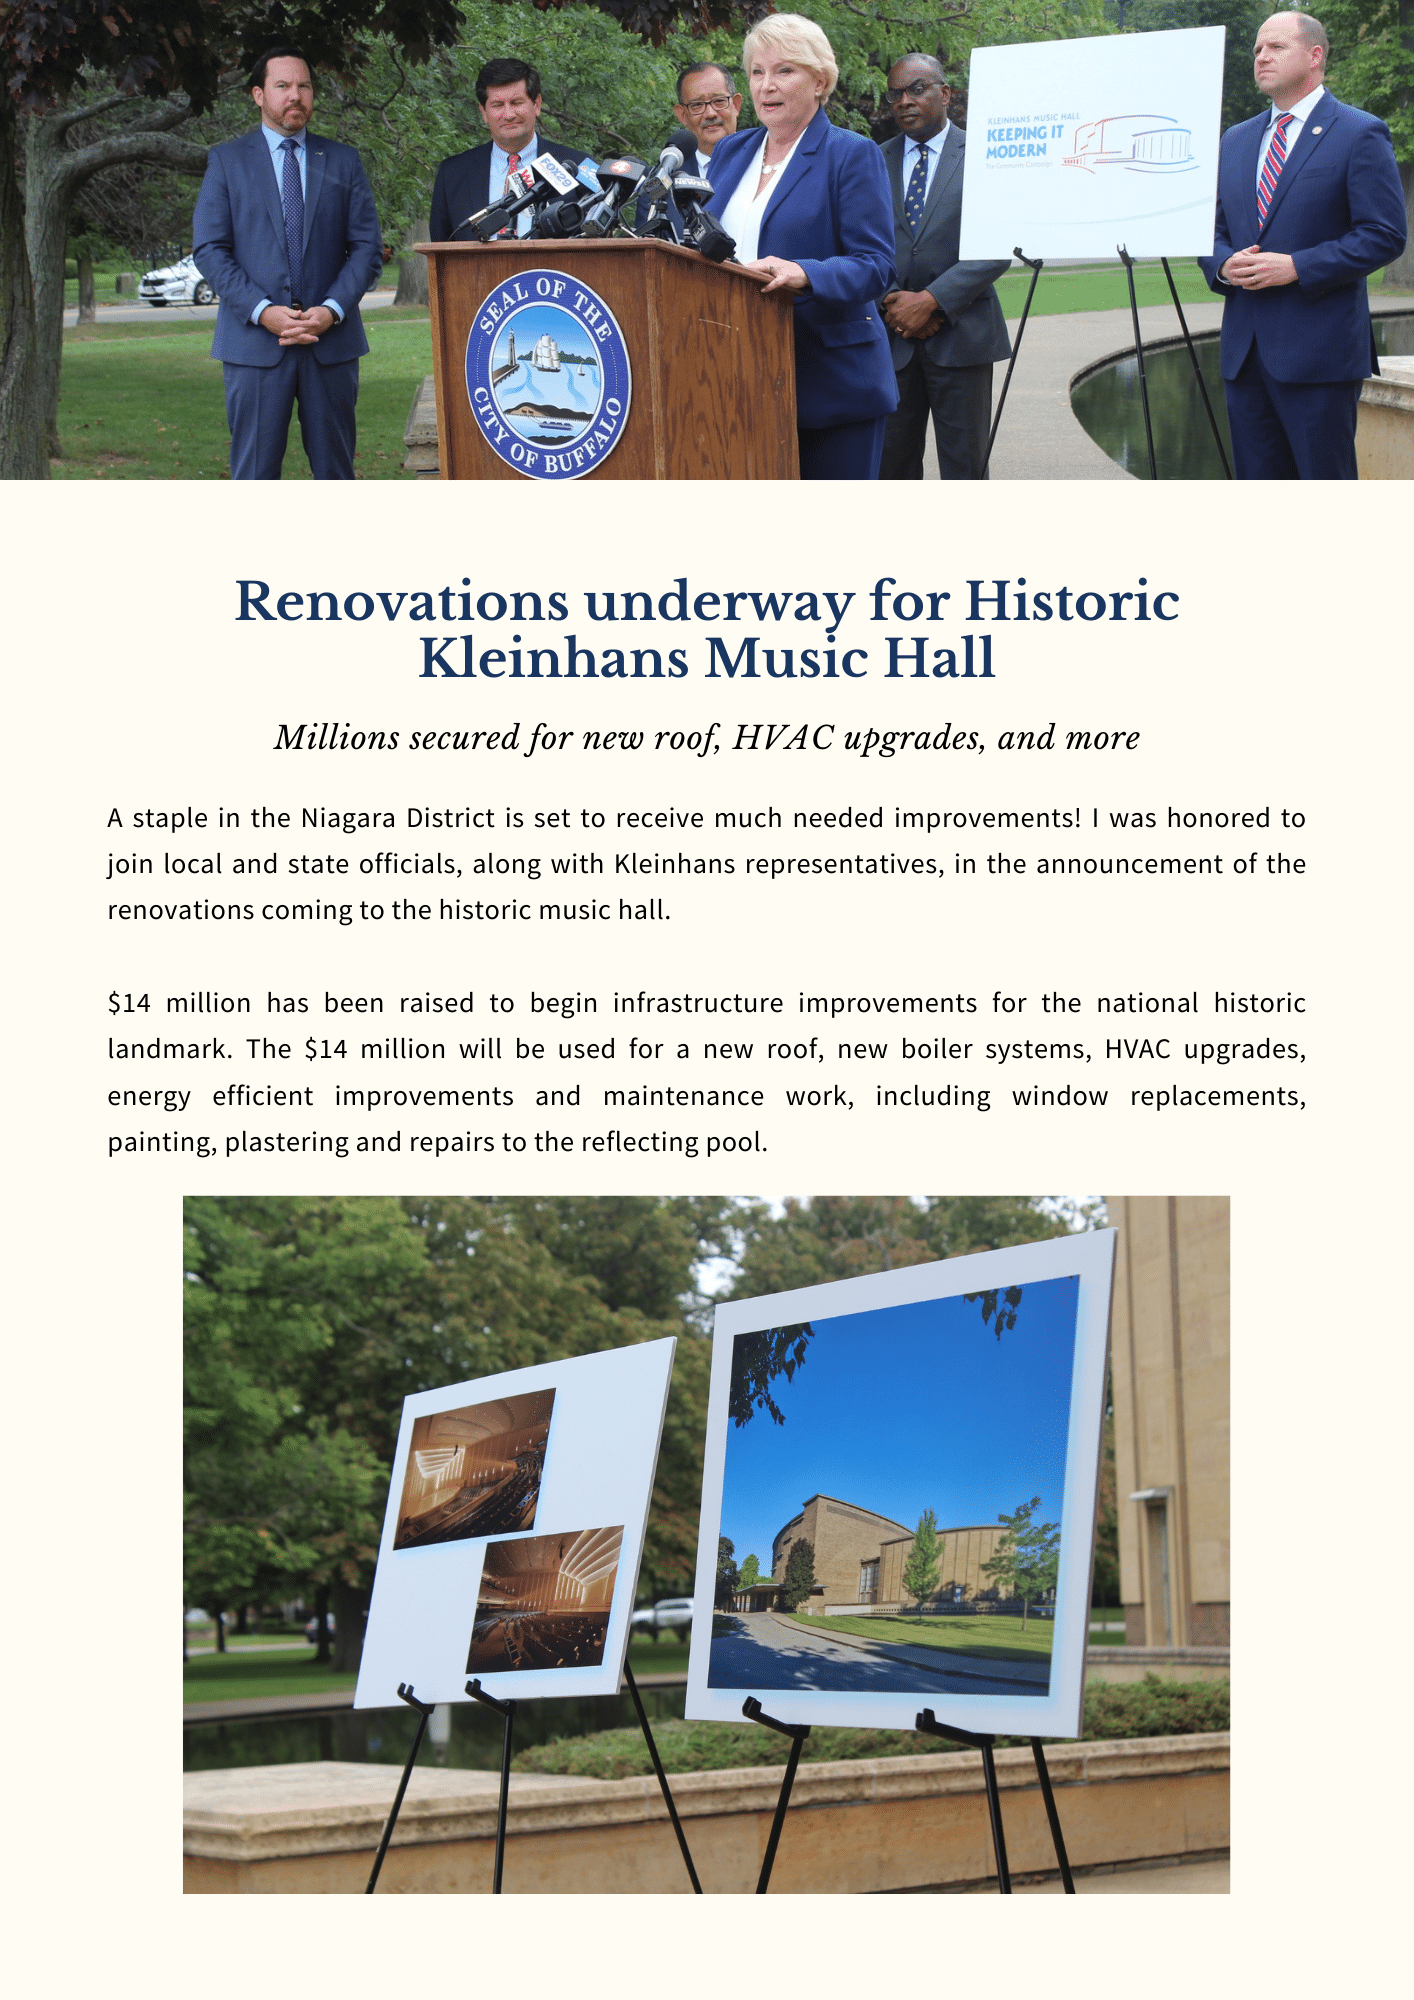 KLEINHANS MUSIC HALL
KEEPING IT
MODERN
The Community Campaign
FOX29
NEWS
SEAL OF THE
CITY OF BUFFALO
Renovations underway for Historic
Kleinhans Music Hall
Millions secured for new roof, HVAC upgrades, and more
A staple in the Niagara District is set to receive much needed improvements! I was honored to
join local and state officials, along with Kleinhans representatives, in the announcement of the
renovations coming to the historic music hall.
$14 million has been raised to begin infrastructure improvements for the national historic
landmark. The $14 million will be used for a new roof, new boiler systems, HVAC upgrades,
energy efficient improvements and maintenance work, including window replacements,
painting, plastering and repairs to the reflecting pool.